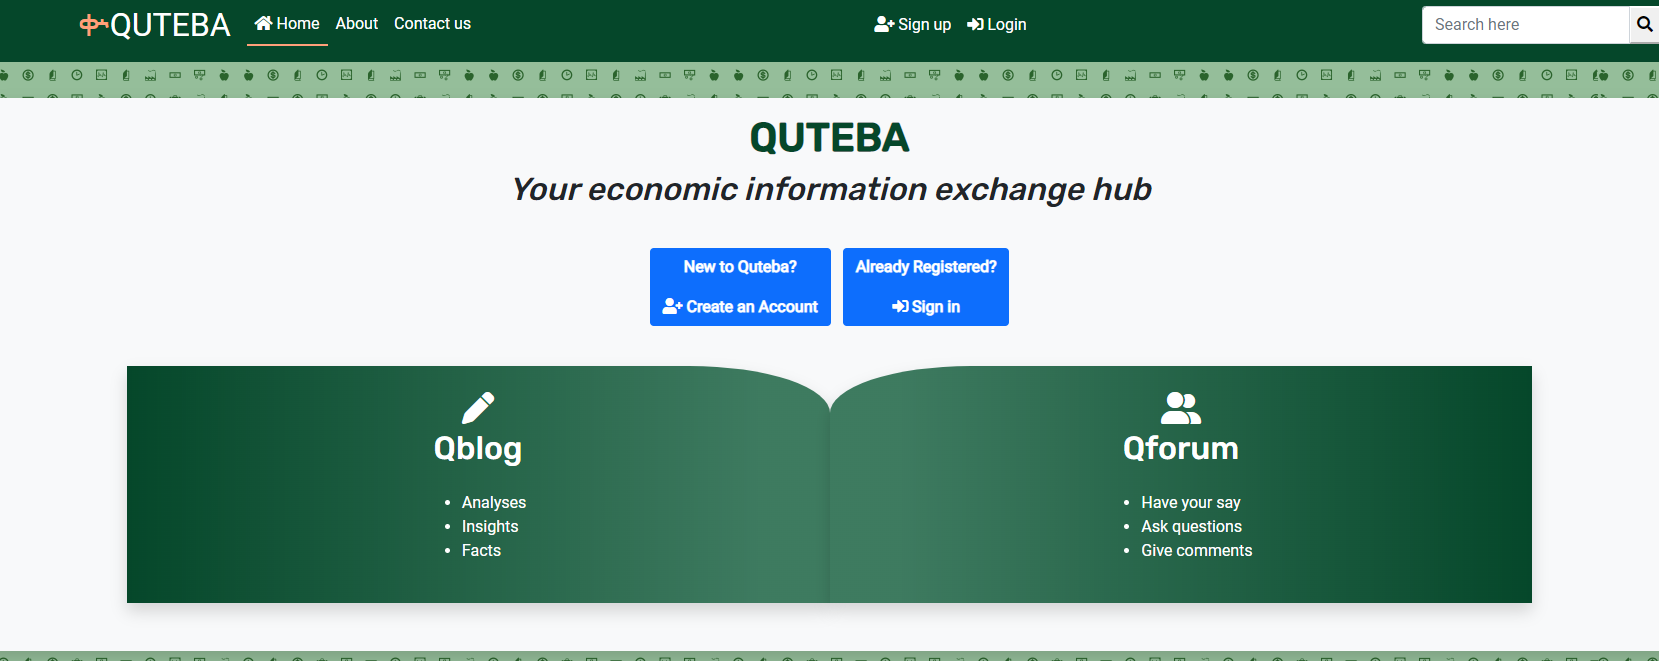 ቍQUTEBA Home About Contact us Sign up Login Search here
QUTEBA
Your economic information exchange hub
New to Quteba? Already Registered?
Create an Account Sign in
Qblog
• Analyses
• Insights
• Facts
Qforum
• Have your say
• Ask questions
• Give comments